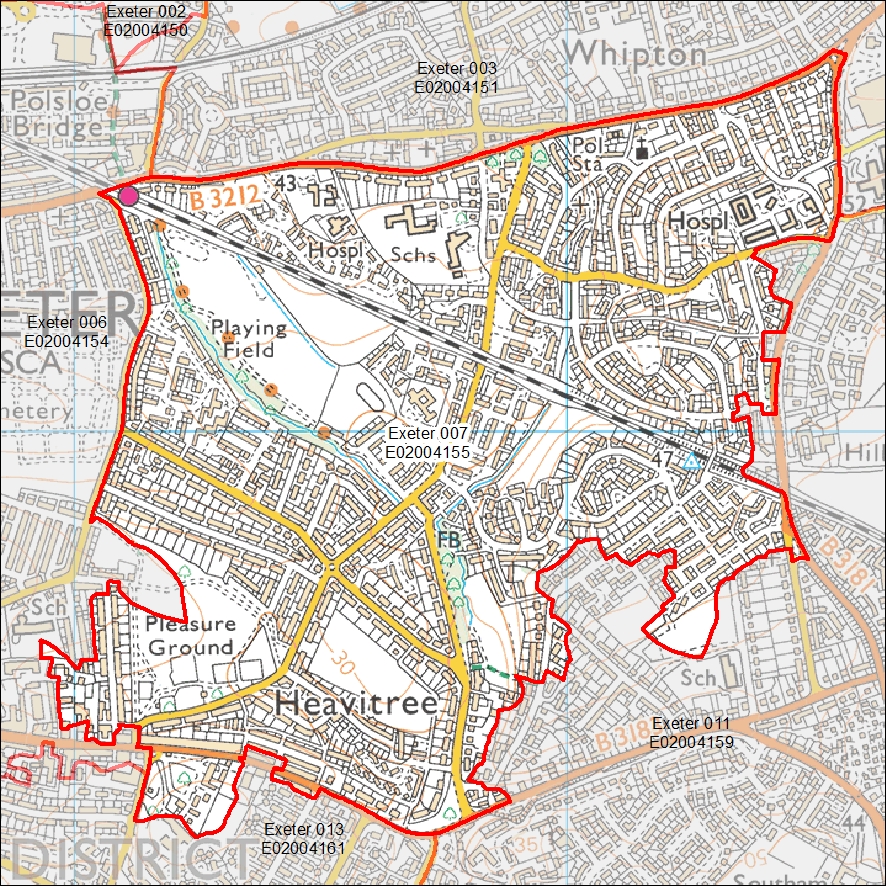 Exeter 002
E02004150
Whipton
Exeter 003
E02004151
Polsloe
Bridge
Pol
Sta
43
B 3212
52
Hospl
Hospl
Schs
ETER
Exeter 006
E02004154
SCA
Playing
Field
metery
Exeter 007
E02004155
47
Hill
FB
B3181
Sch
Pleasure
Ground
30
Sch
Heavitree
Exeter 011
E02004159
B318
Exeter 013
E02004161
44
35
50
DISTRICT